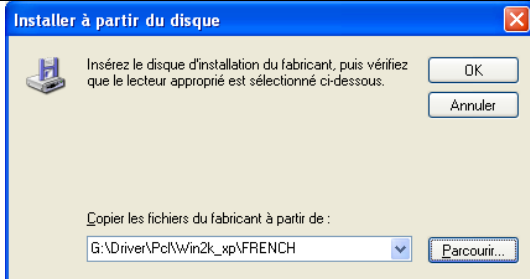 Installer à partir du disque
Insérez le disque d'installation du fabricant, puis vérifiez
que le lecteur approprié est sélectionné ci-dessous.
OK
Annuler
Copier les fichiers du fabricant à partir de :
G:\Driver\Pcl\Win2k_xp\FRENCH
Parcourir...